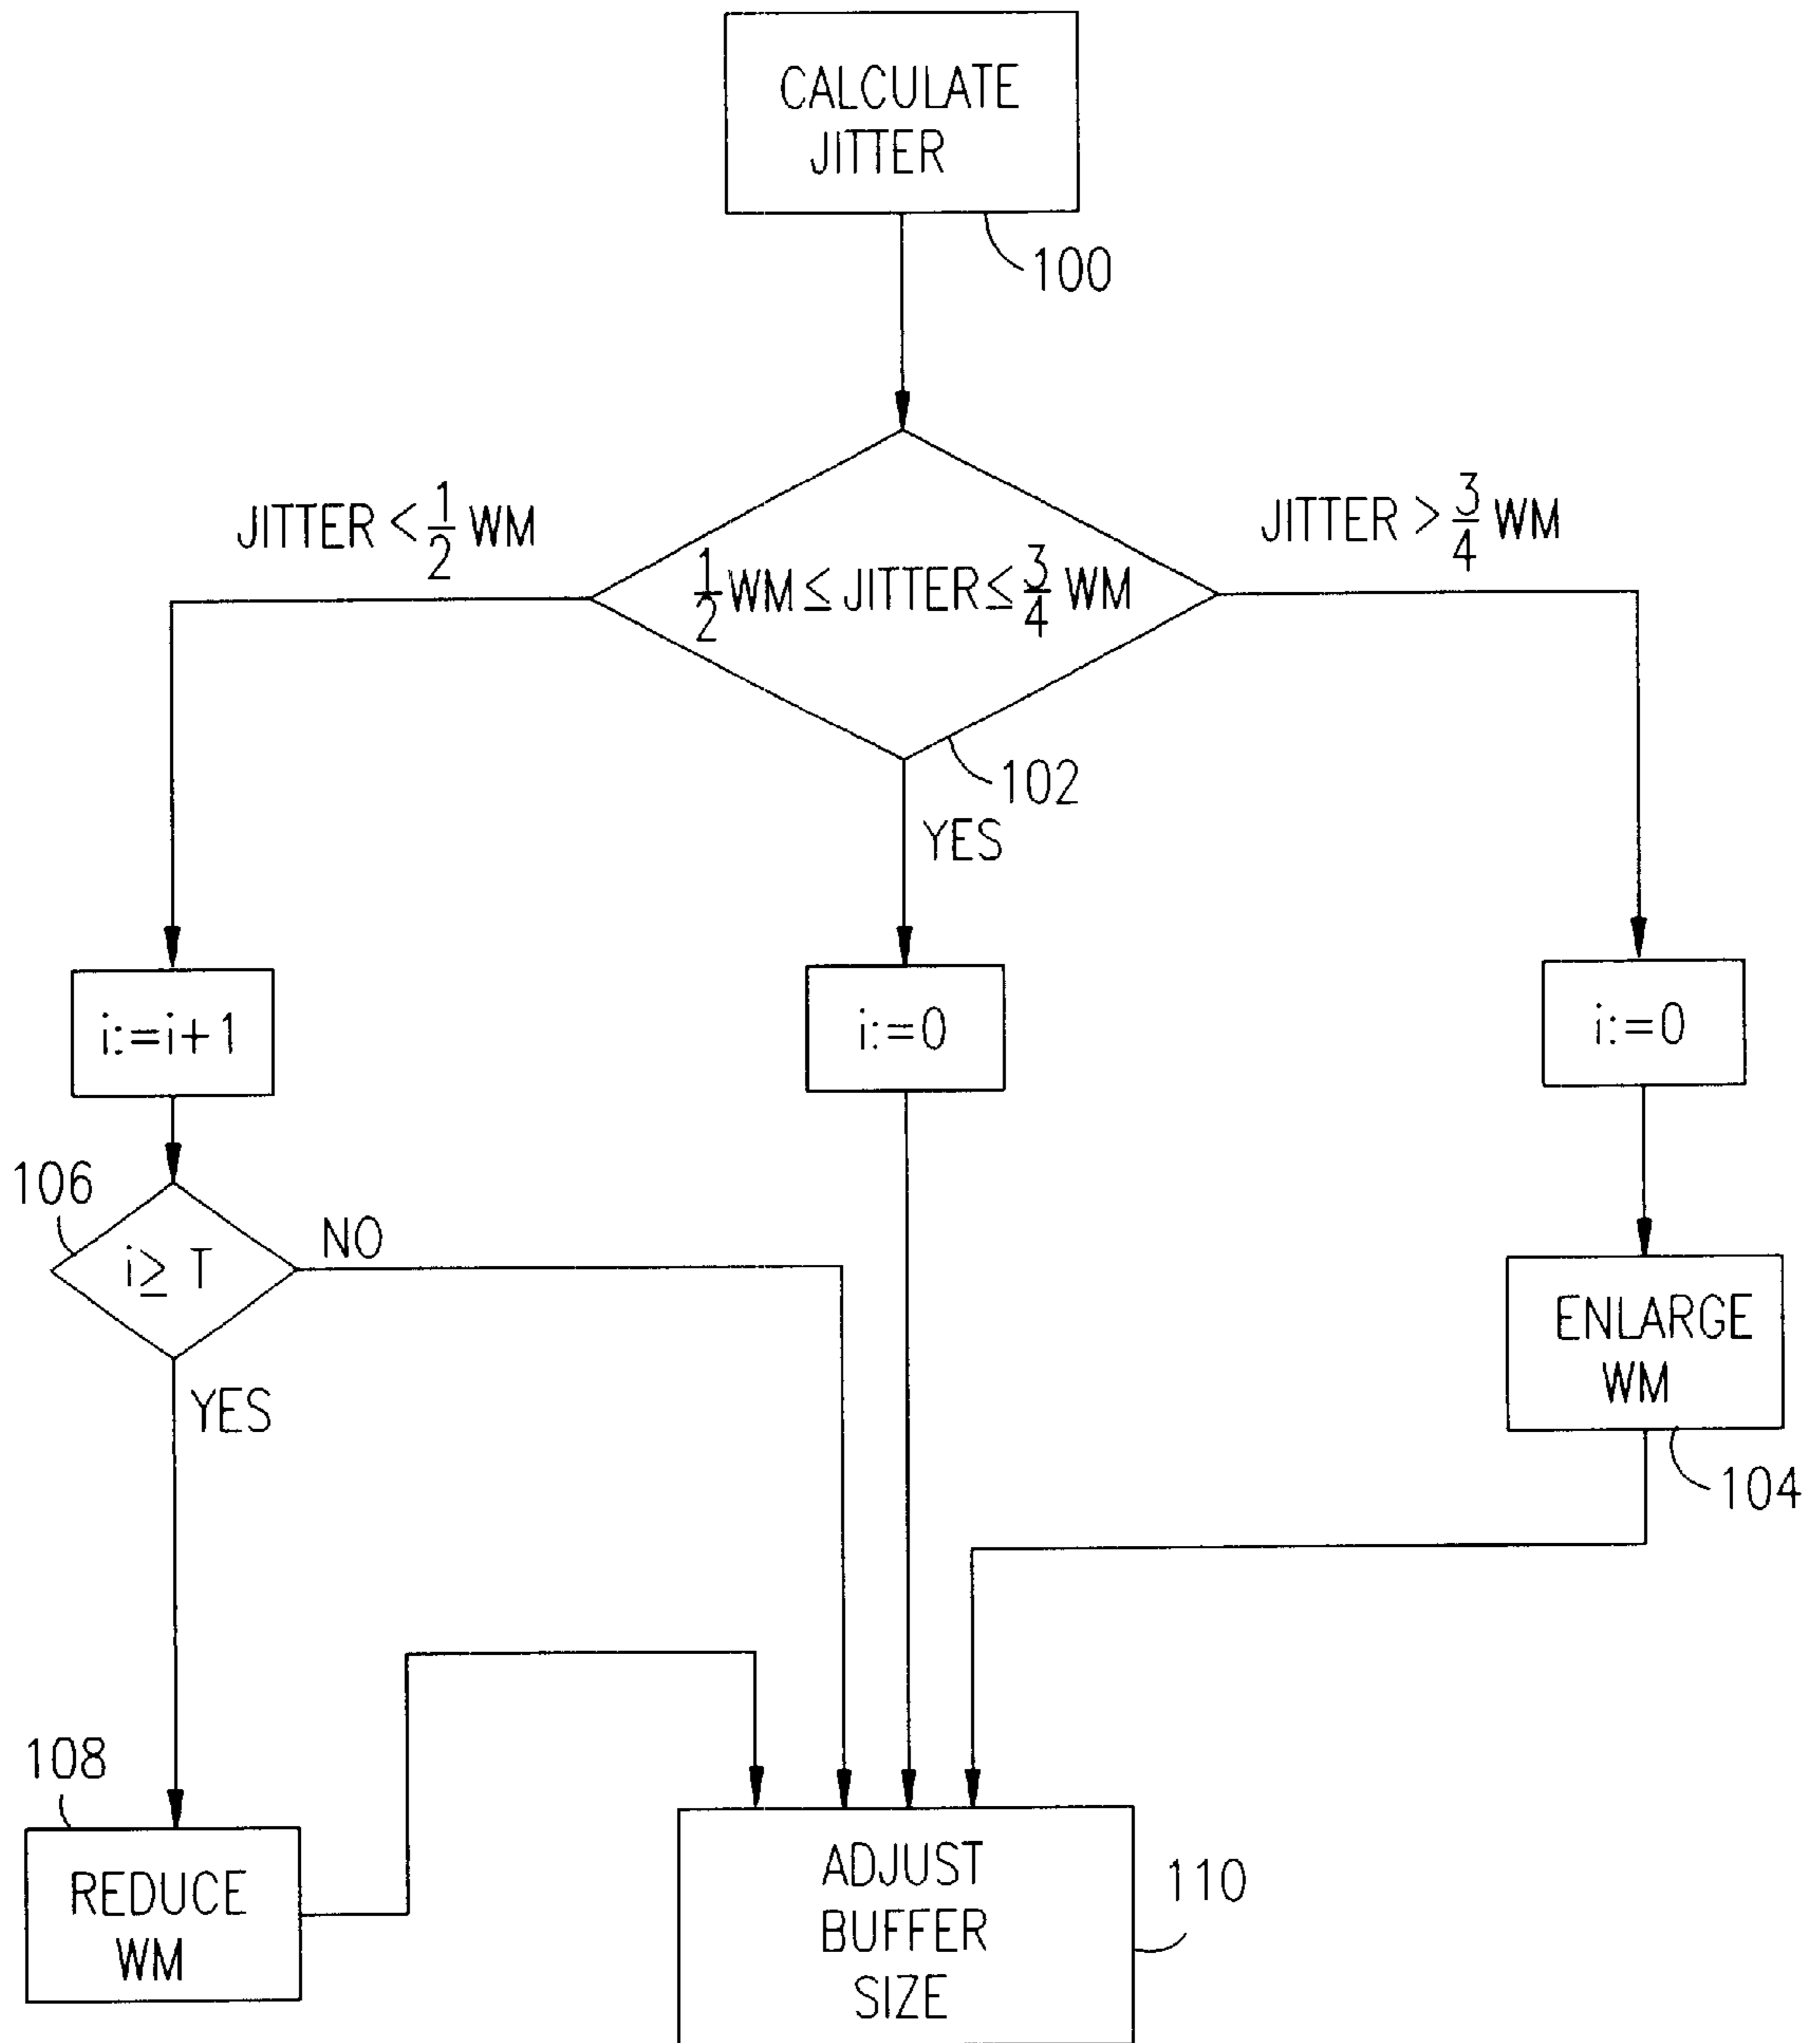 CALCULATE
JITTER
100
JITTER < 1/2 WM
1/2 WM ≤ JITTER ≤ 3/4 WM
JITTER > 3/4 WM
102
YES
i:=i+1
i:=0
i:=0
106
i ≥ T
NO
YES
ENLARGE
WM
104
108
REDUCE
WM
ADJUST
BUFFER
SIZE
110